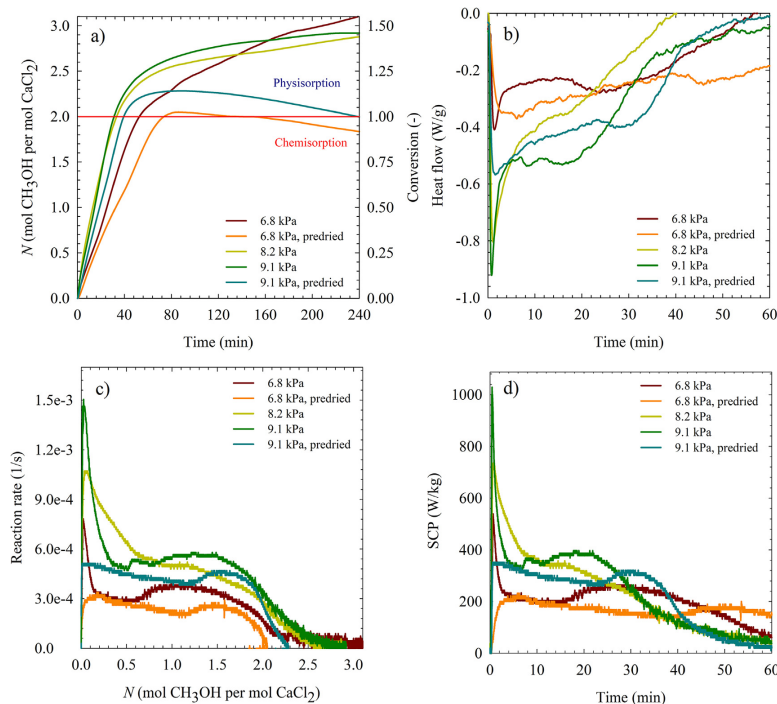 a)
3.0
2.5
2.0
1.5
1.0
0.5
0.0
N (mol CH3OH per mol CaCl2)
0 40 80 120 160 200 240
Time (min)
1.50
1.25
1.00
0.75
0.50
0.25
0.00
Conversion (-)
Physisorption
Chemisorption
6.8 kPa
6.8 kPa, predried
8.2 kPa
9.1 kPa
9.1 kPa, predried
b)
0.0
-0.2
-0.4
-0.6
-0.8
-1.0
Heat flow (W/g)
0 10 20 30 40 50 60
Time (min)
6.8 kPa
6.8 kPa, predried
8.2 kPa
9.1 kPa
9.1 kPa, predried
c)
1.5e-3
1.2e-3
9.0e-4
6.0e-4
3.0e-4
0.0
Reaction rate (1/s)
0.0 0.5 1.0 1.5 2.0 2.5 3.0
N (mol CH3OH per mol CaCl2)
6.8 kPa
6.8 kPa, predried
8.2 kPa
9.1 kPa
9.1 kPa, predried
d)
1000
800
600
400
200
0
SCP (W/kg)
0 10 20 30 40 50 60
Time (min)
6.8 kPa
6.8 kPa, predried
8.2 kPa
9.1 kPa
9.1 kPa, predried